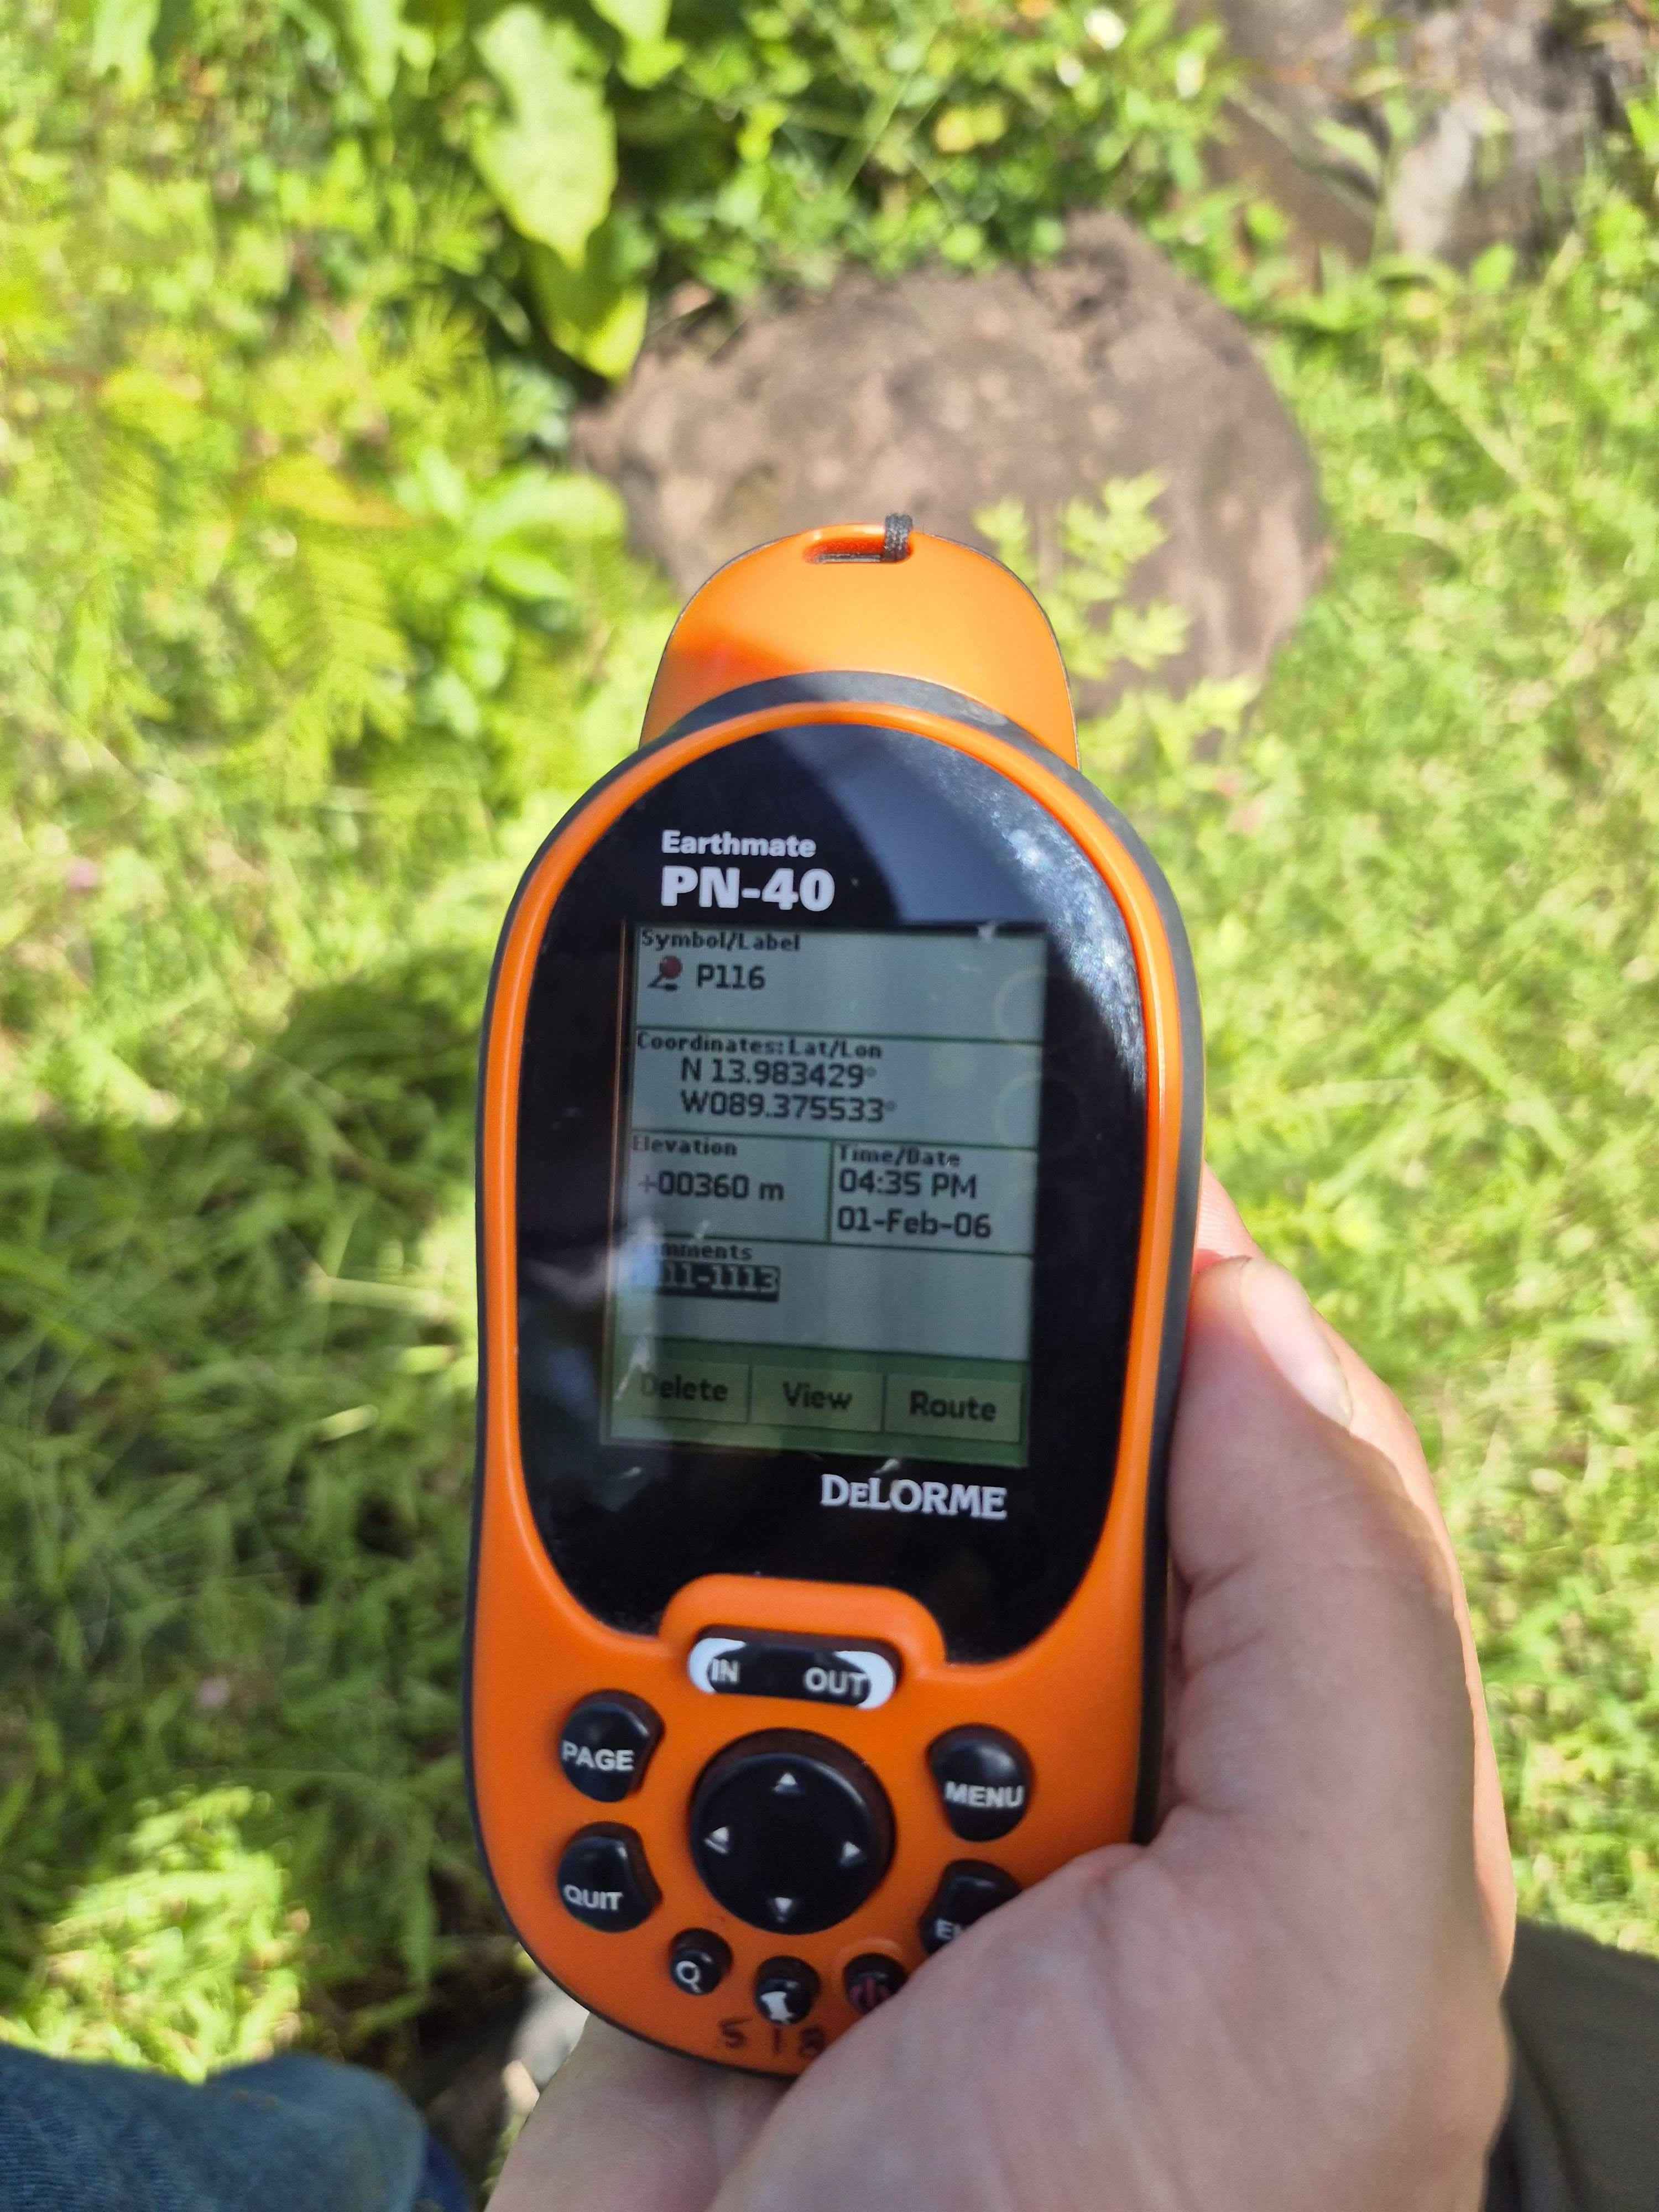 Earthmate
PN-40
Symbol/Label
P116
Coordinates: Lat/Lon
N 13.983429°
W089.375533°
Elevation
Time/Date
+00360 m
04:35 PM
01-Feb-06
Delete
View
Route
DELORME
IN
OUT
PAGE
MENU
QUIT
Q
518